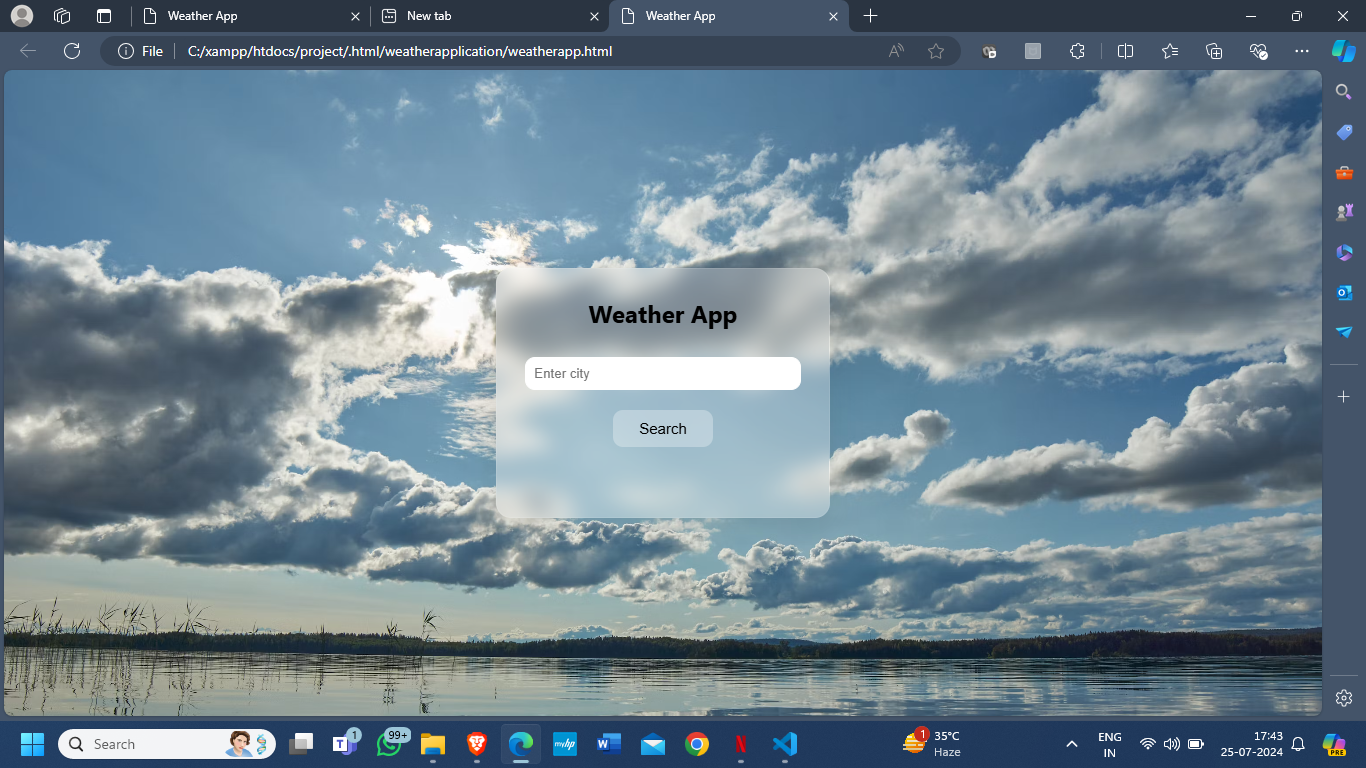 Weather App
New tab
Weather App
File
C:/xampp/htdocs/project/.html/weatherapplication/weatherapp.html
Weather App
Enter city
Search
Search
1
99+
myhp
1
35°C
Haze
ENG
IN
17:43
25-07-2024
PRE